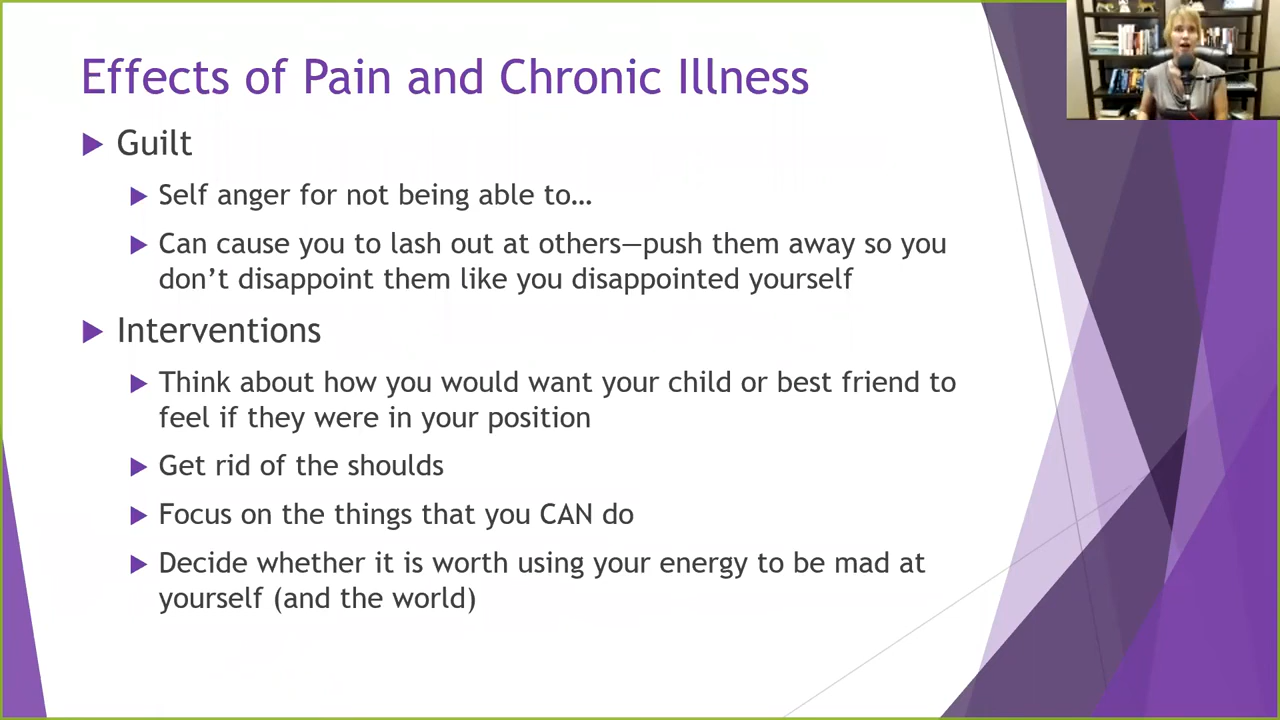 Effects of Pain and Chronic Illness
Guilt
Self anger for not being able to…
Can cause you to lash out at others—push them away so you
don’t disappoint them like you disappointed yourself
Interventions
Think about how you would want your child or best friend to
feel if they were in your position
Get rid of the shoulds
Focus on the things that you CAN do
Decide whether it is worth using your energy to be mad at
yourself (and the world)